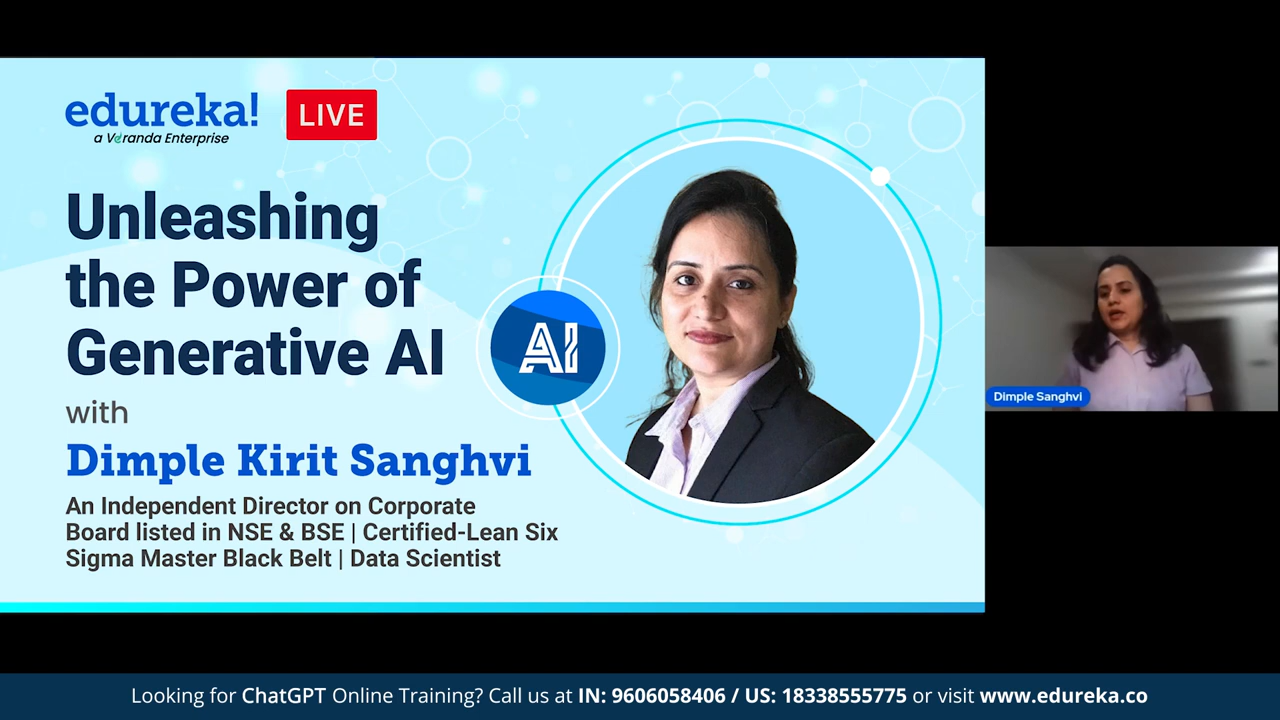 edureka!
a Veranda Enterprise
LIVE
Unleashing
the Power of
Generative AI
with
Dimple Kirit Sanghvi
An Independent Director on Corporate
Board listed in NSE & BSE | Certified-Lean Six
Sigma Master Black Belt | Data Scientist
AI
Dimple Sanghvi
Looking for ChatGPT Online Training? Call us at IN: 9606058406 / US: 18338555775 or visit www.edureka.co